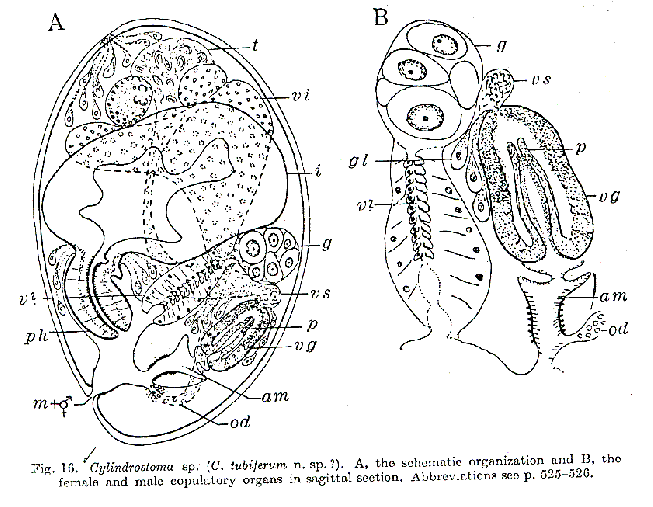 A
B
t
vi
i
g
vi
vs
ph
p
vg
m
am
od
g
vs
gl
p
vi
vg
am
od
Fig. 16. Cylindrostoma sp. (C. tubiferum n. sp.?). A, the schematic organization and B, the
female and male copulatory organs in sagittal section. Abbreviations see p. 525–526.